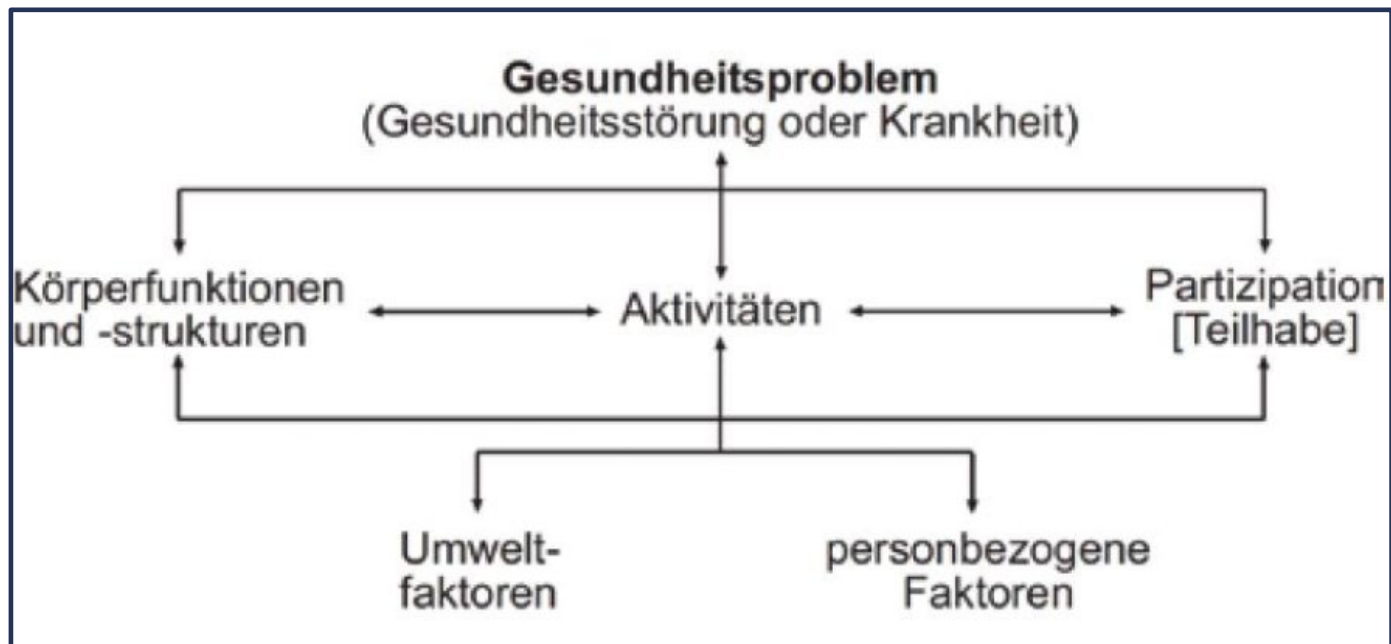 Gesundheitsproblem
(Gesundheitsstörung oder Krankheit)
Körperfunktionen
und -strukturen
Aktivitäten
Partizipation
[Teilhabe]
Umwelt-
faktoren
personbezogene
Faktoren